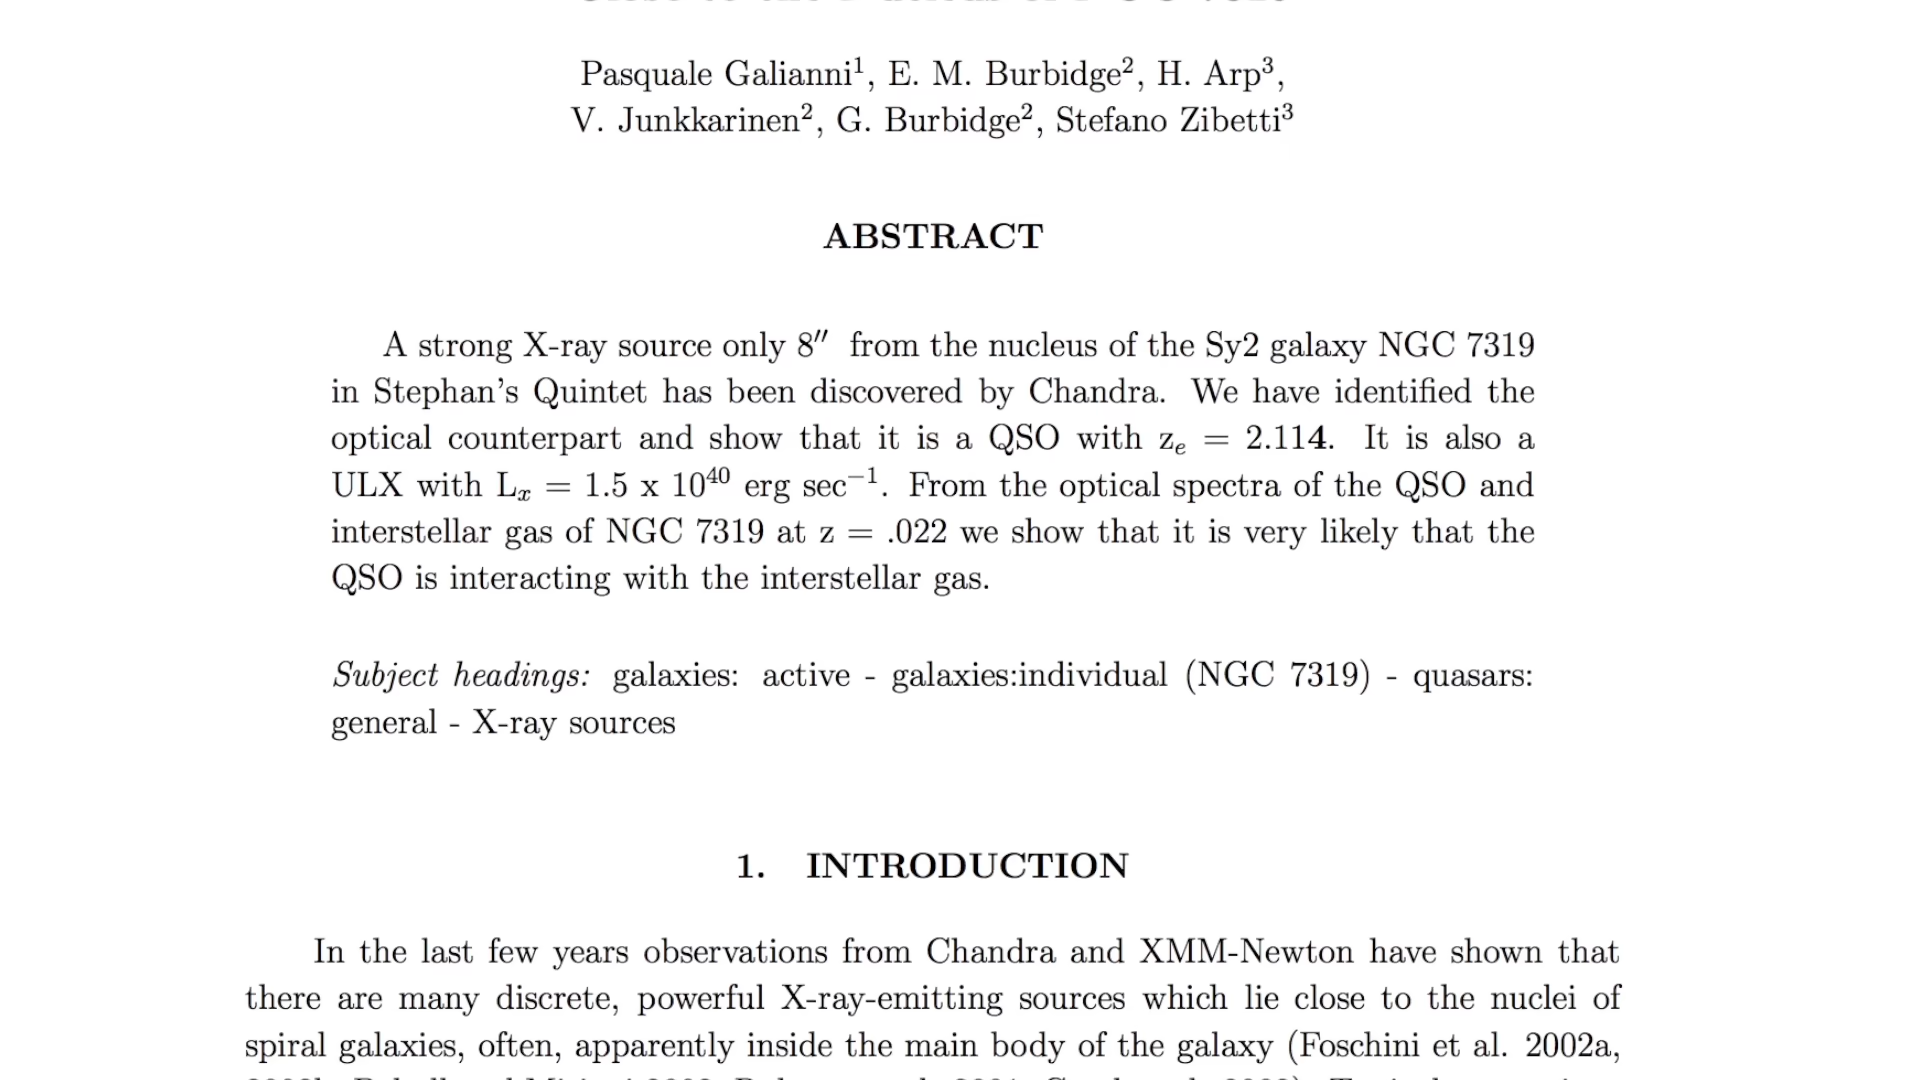 Pasquale Galianni¹, E. M. Burbidge², H. Arp³,
V. Junkkarinen², G. Burbidge², Stefano Zibetti³
ABSTRACT
A strong X-ray source only 8″ from the nucleus of the Sy2 galaxy NGC 7319
in Stephan's Quintet has been discovered by Chandra. We have identified the
optical counterpart and show that it is a QSO with zₑ = 2.114. It is also a
ULX with Lₓ = 1.5 x 10⁴⁰ erg sec⁻¹. From the optical spectra of the QSO and
interstellar gas of NGC 7319 at z = .022 we show that it is very likely that the
QSO is interacting with the interstellar gas.
Subject headings: galaxies: active - galaxies:individual (NGC 7319) - quasars:
general - X-ray sources
1. INTRODUCTION
In the last few years observations from Chandra and XMM-Newton have shown that
there are many discrete, powerful X-ray-emitting sources which lie close to the nuclei of
spiral galaxies, often, apparently inside the main body of the galaxy (Foschini et al. 2002a,